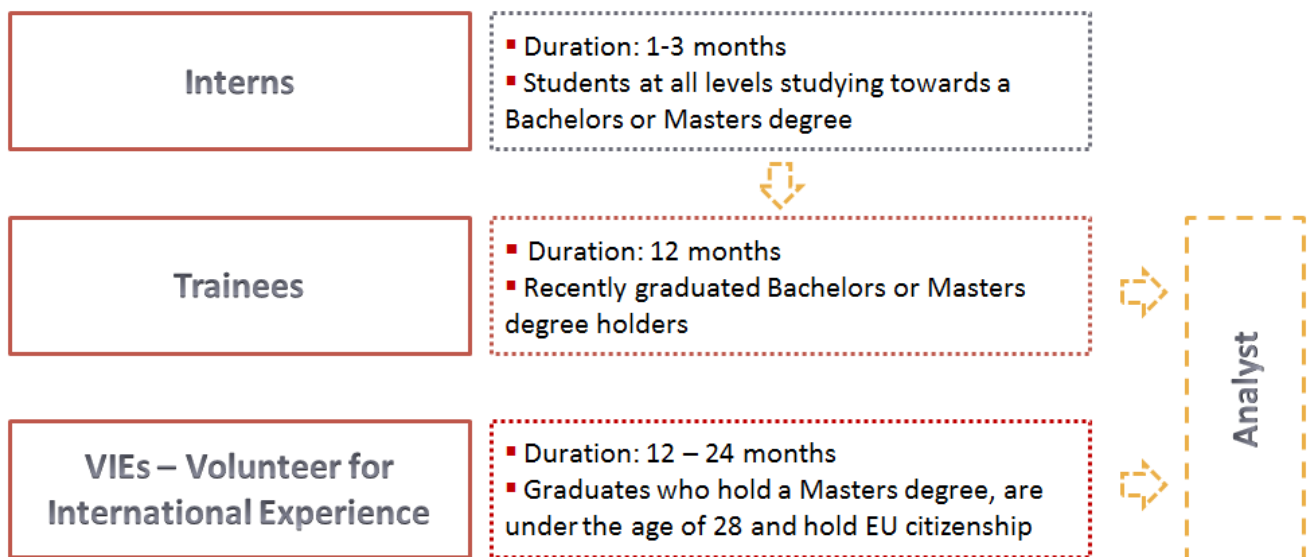 Interns
▪ Duration: 1-3 months
▪ Students at all levels studying towards a
Bachelors or Masters degree
Trainees
▪ Duration: 12 months
▪ Recently graduated Bachelors or Masters
degree holders
VIEs – Volunteer for
International Experience
▪ Duration: 12 – 24 months
▪ Graduates who hold a Masters degree, are
under the age of 28 and hold EU citizenship
Analyst